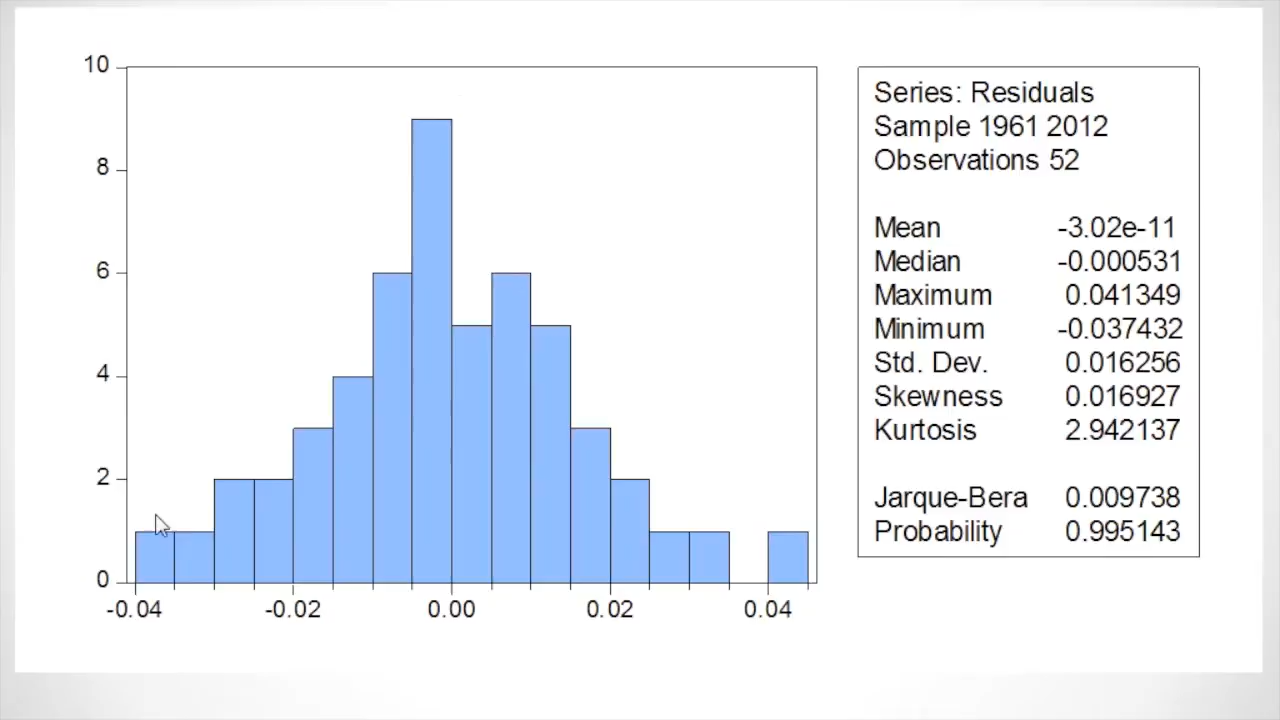 10
8
6
4
2
0
-0.04 -0.02 0.00 0.02 0.04
Series: Residuals
Sample 1961 2012
Observations 52
Mean -3.02e-11
Median -0.000531
Maximum 0.041349
Minimum -0.037432
Std. Dev. 0.016256
Skewness 0.016927
Kurtosis 2.942137
Jarque-Bera 0.009738
Probability 0.995143